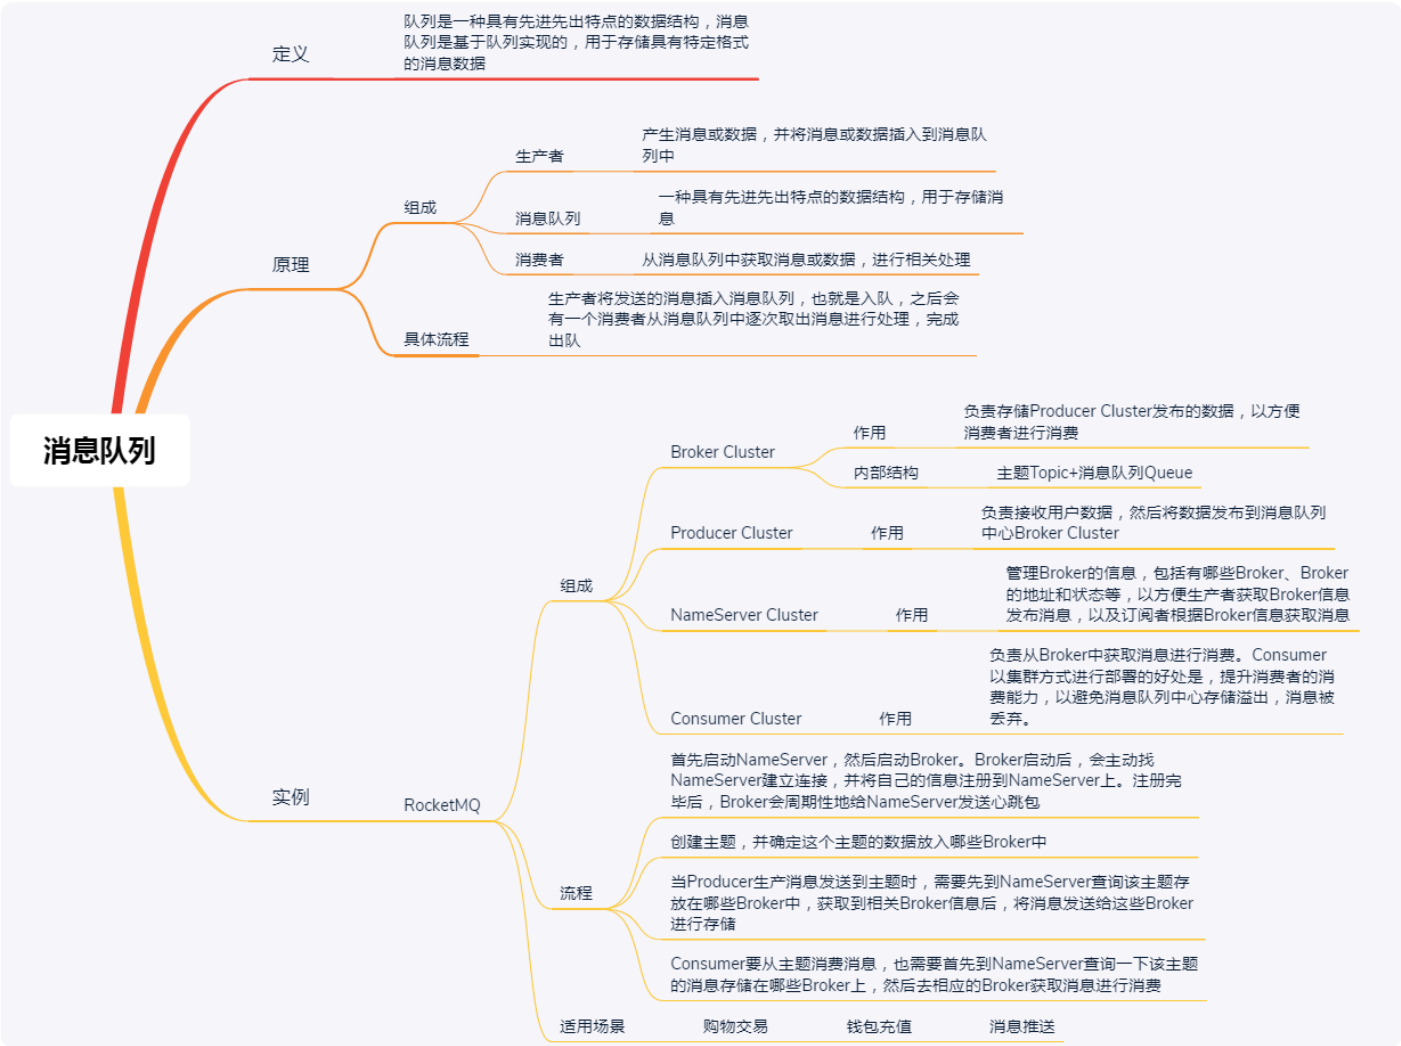 消息队列
定义
队列是一种具有先进先出特点的数据结构，消息
队列是基于队列实现的，用于存储具有特定格式
的消息数据
原理
组成
生产者
产生消息或数据，并将消息或数据插入到消息队
列中
消息队列
一种具有先进先出特点的数据结构，用于存储消
息
消费者
从消息队列中获取消息或数据，进行相关处理
具体流程
生产者将发送的消息插入消息队列，也就是入队，之后会
有一个消费者从消息队列中逐次取出消息进行处理，完成
出队
实例
RocketMQ
组成
Broker Cluster
作用
负责存储Producer Cluster发布的数据，以方便
消费者进行消费
内部结构
主题Topic+消息队列Queue
Producer Cluster
作用
负责接收用户数据，然后将数据发布到消息队列
中心Broker Cluster
NameServer Cluster
作用
管理Broker的信息，包括有哪些Broker、Broker
的地址和状态等，以方便生产者获取Broker信息
发布消息，以及订阅者根据Broker信息获取消息
Consumer Cluster
作用
负责从Broker中获取消息进行消费。Consumer
以集群方式进行部署的好处是，提升消费者的消
费能力，以避免消息队列中心存储溢出，消息被
丢弃。
流程
首先启动NameServer，然后启动Broker。Broker启动后，会主动找
NameServer建立连接，并将自己的信息注册到NameServer上。注册完
毕后，Broker会周期性地给NameServer发送心跳包
创建主题，并确定这个主题的数据放入哪些Broker中
当Producer生产消息发送到主题时，需要先到NameServer查询该主题存
放在哪些Broker中，获取到相关Broker信息后，将消息发送给这些Broker
进行存储
Consumer要从主题消费消息，也需要首先到NameServer查询一下该主题
的消息存储在哪些Broker上，然后去相应的Broker获取消息进行消费
适用场景
购物交易
钱包充值
消息推送